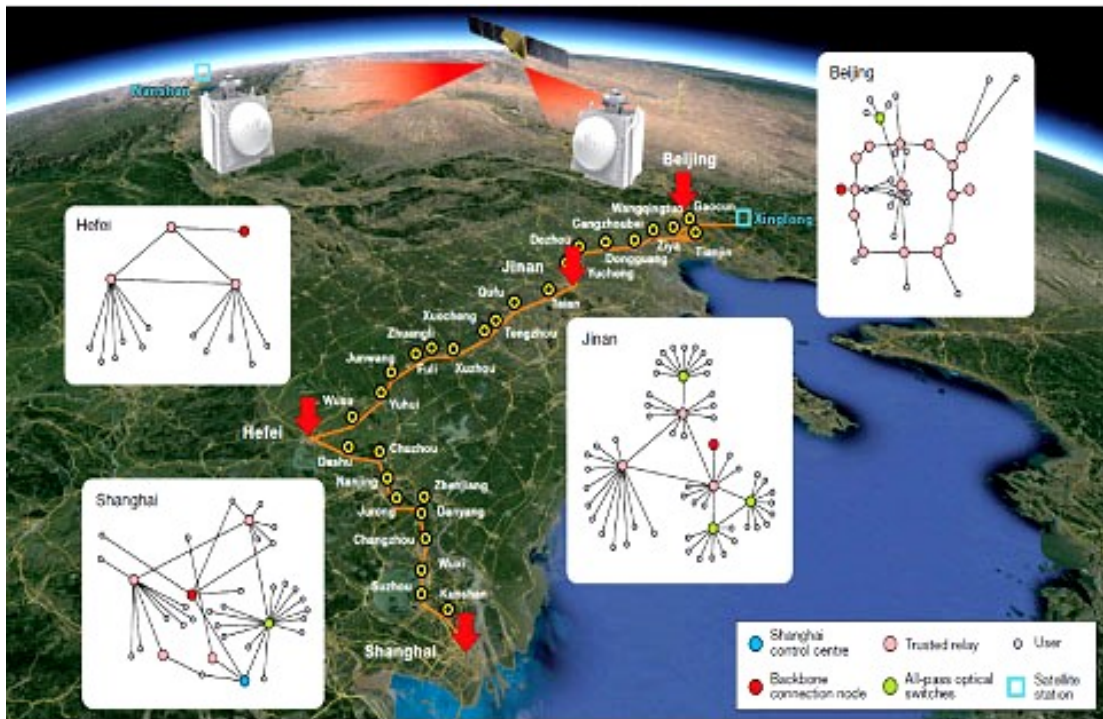 Nanshan
Beijing
Beijing
Wangqingtuo
Gaocun
Xinglong
Cangzhoubei
Dezhou
Ziya
Tianjin
Dongguang
Hefei
Jinan
Yucheng
Qufu
Taian
Xuecheng
Tengzhou
Zhuangli
Jinan
Junwang
Fuli
Xuzhou
Yuhui
Hefei
Chuzhou
Dashu
Nanjing
Zhenjiang
Shanghai
Jurong
Danyang
Changzhou
Wuxi
Suzhou
Kunshan
Shanghai
Shanghai
control centre
Trusted relay
User
Backbone
connection node
All-pass optical
switches
Satellite
station